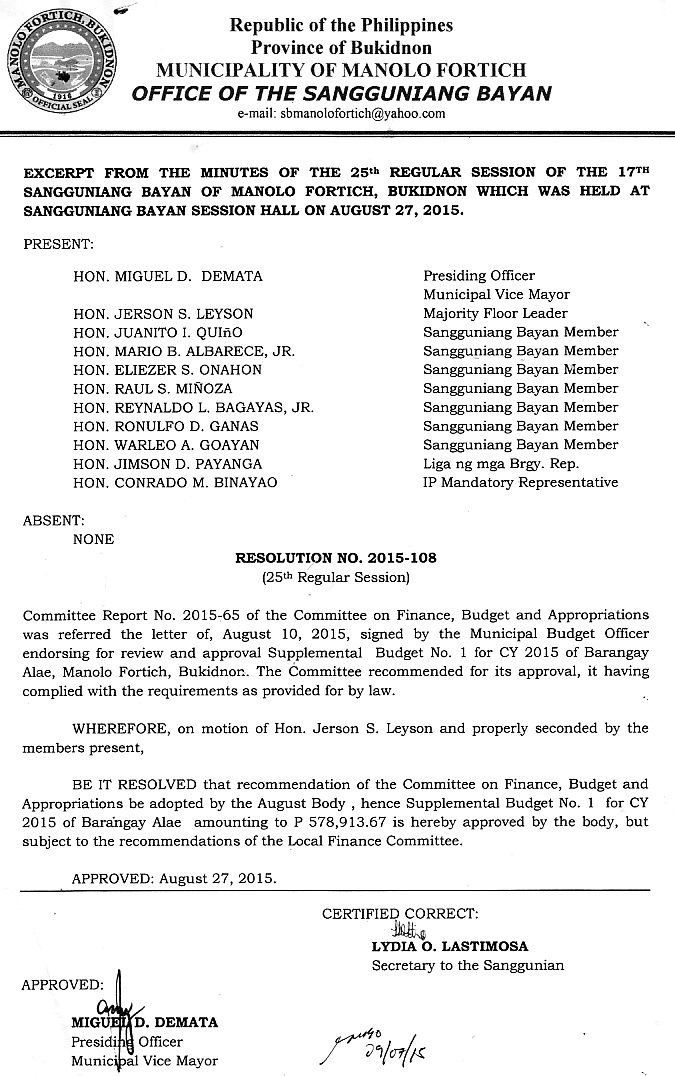 MANOLO FORTICH, BUKIDNON
1916
OFFICIAL SEAL
Republic of the Philippines
Province of Bukidnon
MUNICIPALITY OF MANOLO FORTICH
OFFICE OF THE SANGGUNIANG BAYAN
e-mail: sbmanolofortich@yahoo.com
EXCERPT FROM THE MINUTES OF THE 25th REGULAR SESSION OF THE 17TH
SANGGUNIANG BAYAN OF MANOLO FORTICH, BUKIDNON WHICH WAS HELD AT
SANGGUNIANG BAYAN SESSION HALL ON AUGUST 27, 2015.
PRESENT:
HON. MIGUEL D. DEMATA Presiding Officer
Municipal Vice Mayor
HON. JERSON S. LEYSON Majority Floor Leader
HON. JUANITO I. QUIñO Sangguniang Bayan Member
HON. MARIO B. ALBARECE, JR. Sangguniang Bayan Member
HON. ELIEZER S. ONAHON Sangguniang Bayan Member
HON. RAUL S. MIÑOZA Sangguniang Bayan Member
HON. REYNALDO L. BAGAYAS, JR. Sangguniang Bayan Member
HON. RONULFO D. GANAS Sangguniang Bayan Member
HON. WARLEO A. GOAYAN Sangguniang Bayan Member
HON. JIMSON D. PAYANGA Liga ng mga Brgy. Rep.
HON. CONRADO M. BINAYAO IP Mandatory Representative
ABSENT:
NONE
RESOLUTION NO. 2015-108
(25th Regular Session)
Committee Report No. 2015-65 of the Committee on Finance, Budget and Appropriations
was referred the letter of, August 10, 2015, signed by the Municipal Budget Officer
endorsing for review and approval Supplemental Budget No. 1 for CY 2015 of Barangay
Alae, Manolo Fortich, Bukidnon. The Committee recommended for its approval, it having
complied with the requirements as provided for by law.
WHEREFORE, on motion of Hon. Jerson S. Leyson and properly seconded by the
members present,
BE IT RESOLVED that recommendation of the Committee on Finance, Budget and
Appropriations be adopted by the August Body , hence Supplemental Budget No. 1 for CY
2015 of Barangay Alae amounting to P 578,913.67 is hereby approved by the body, but
subject to the recommendations of the Local Finance Committee.
APPROVED: August 27, 2015.
CERTIFIED CORRECT:
LYDIA O. LASTIMOSA
Secretary to the Sanggunian
APPROVED:
MIGUEL D. DEMATA
Presiding Officer
Municipal Vice Mayor
09/07/15